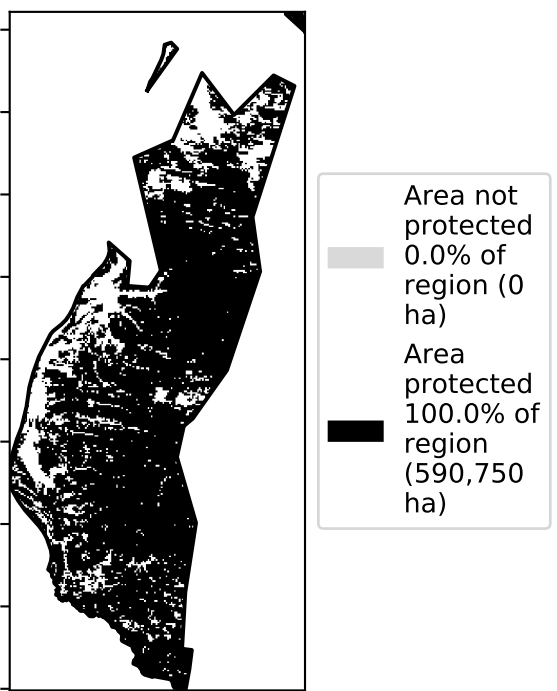 Area not
protected
0.0% of
region (0
ha)
Area
protected
100.0% of
region
(590,750
ha)